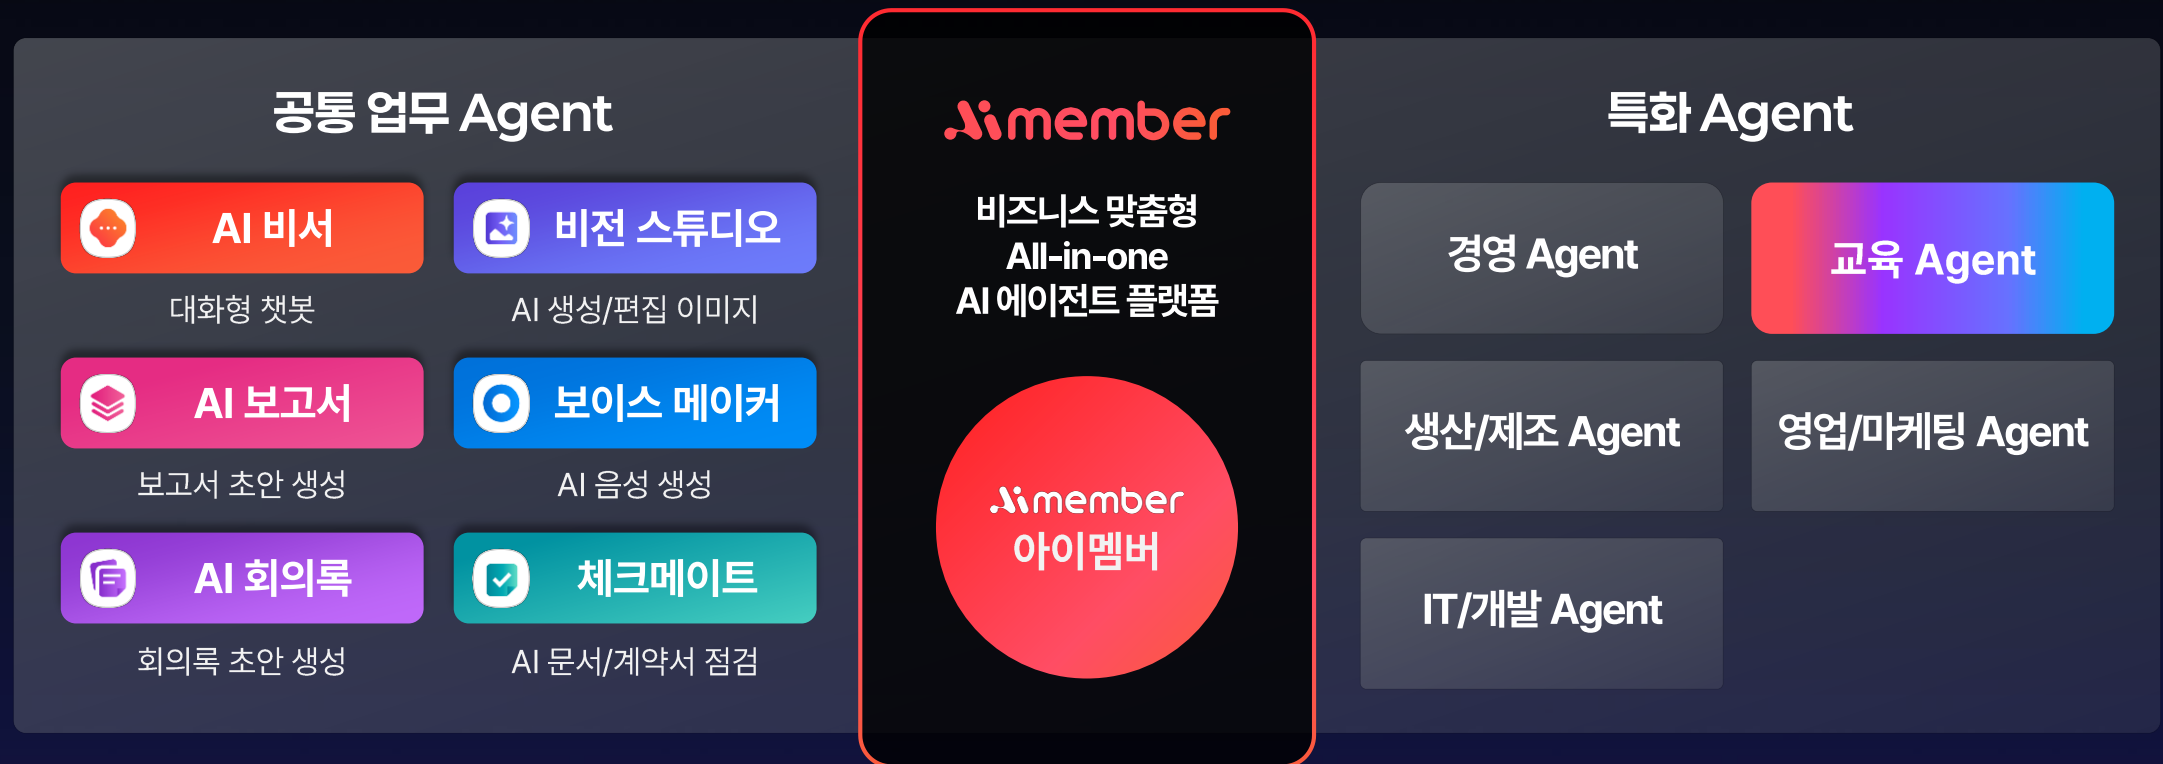 공통 업무 Agent
AI 비서
대화형 챗봇
비전 스튜디오
AI 생성/편집 이미지
AI 보고서
보고서 초안 생성
보이스 메이커
AI 음성 생성
AI 회의록
회의록 초안 생성
체크메이트
AI 문서/계약서 점검
Aimember
비즈니스 맞춤형
All-in-one
AI 에이전트 플랫폼
Aimember
아이멤버
특화 Agent
경영 Agent
교육 Agent
생산/제조 Agent
영업/마케팅 Agent
IT/개발 Agent